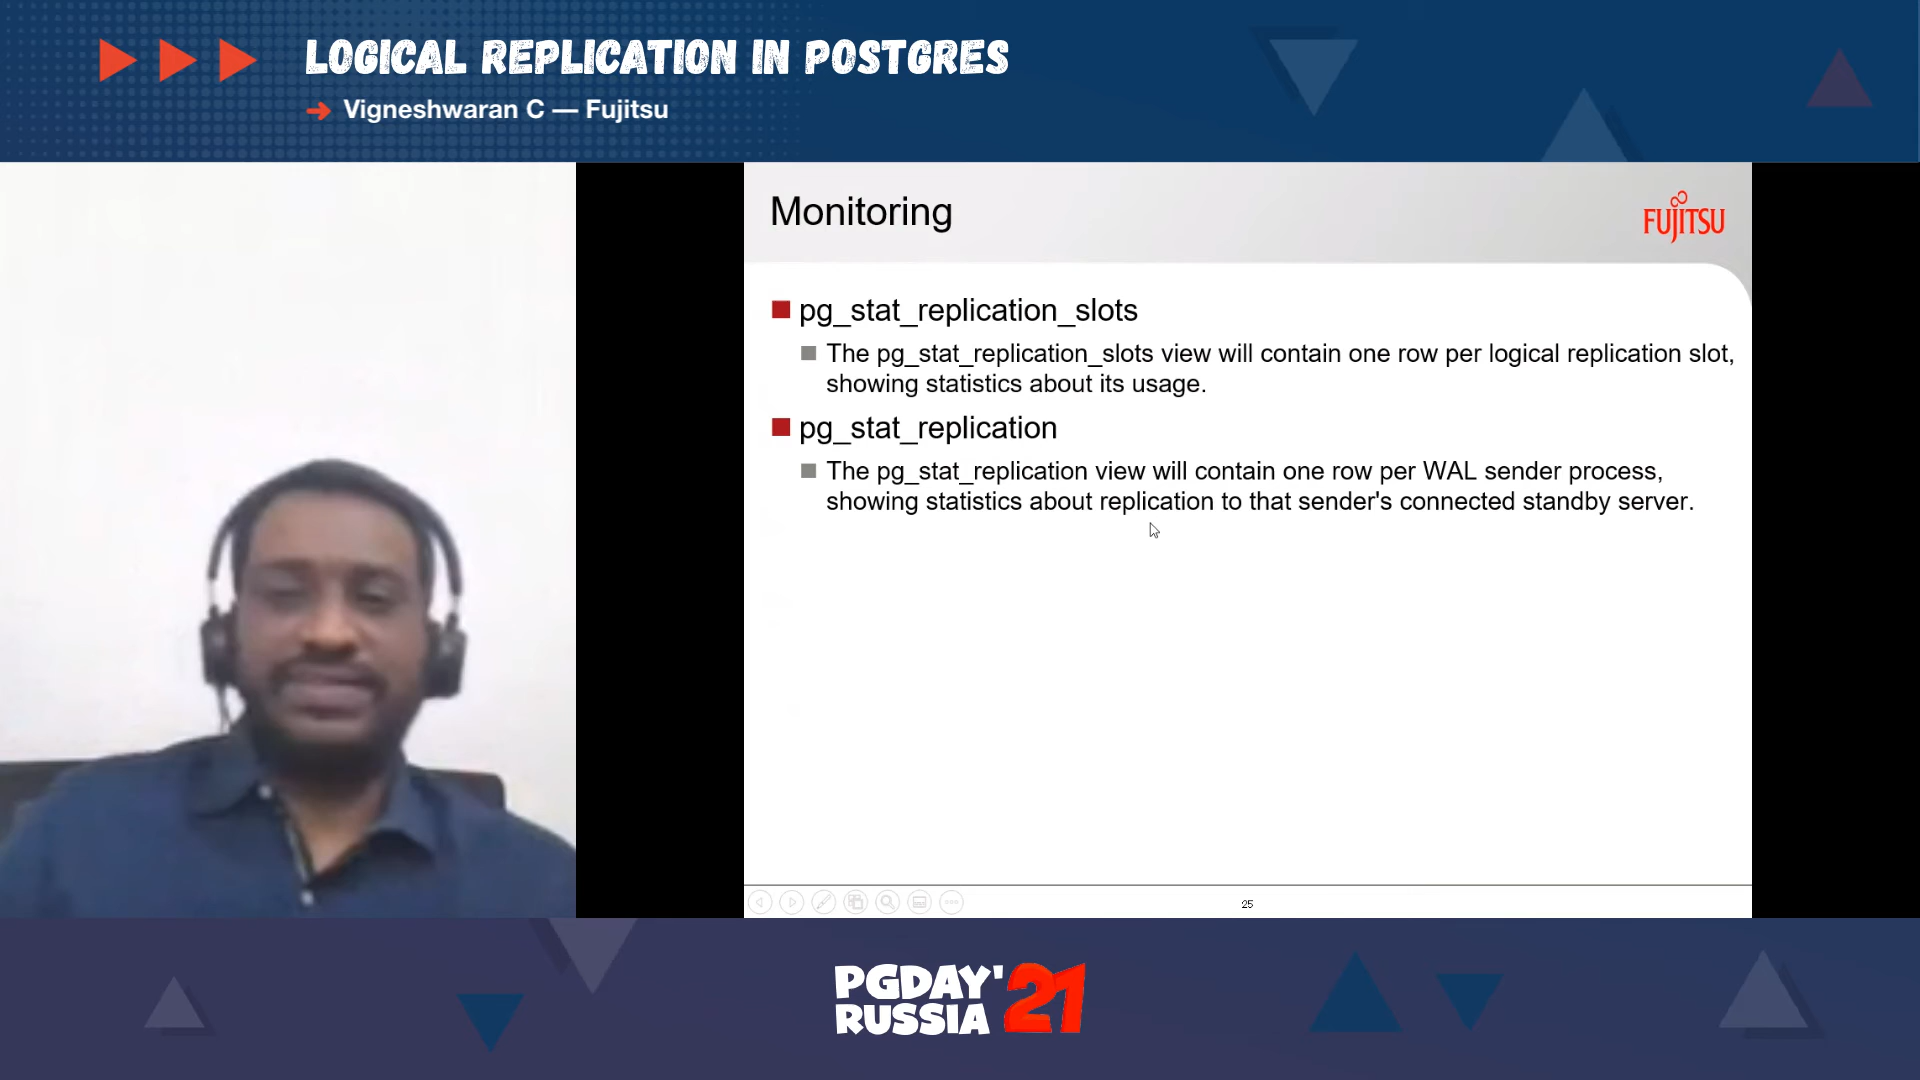 LOGICAL REPLICATION IN POSTGRES
Vigneshwaran C — Fujitsu
Monitoring
FUJITSU
pg_stat_replication_slots
The pg_stat_replication_slots view will contain one row per logical replication slot,
showing statistics about its usage.
pg_stat_replication
The pg_stat_replication view will contain one row per WAL sender process,
showing statistics about replication to that sender's connected standby server.
25
PGDAY'21
RUSSIA